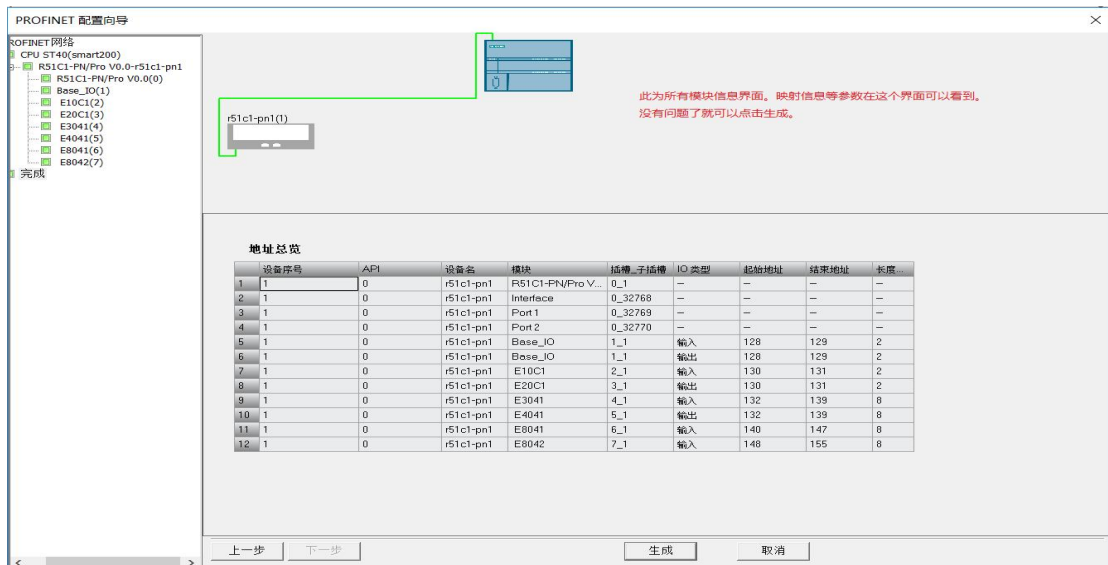 PROFINET 配置向导
ROFINET网络
CPU ST40(smart200)
R51C1-PN/Pro V0.0-r51c1-pn1
R51C1-PN/Pro V0.0(0)
Base_IO(1)
E10C1(2)
E20C1(3)
E3041(4)
E4041(5)
E8041(6)
E8042(7)
完成
r51c1-pn1(1)
此为所有模块信息界面。映射信息等参数在这个界面可以看到。
没有问题了就可以点击生成。
地址总览
设备序号 API 设备名 模块 插槽_子插槽 IO 类型 起始地址 结束地址 长度...
1 1 0 r51c1-pn1 R51C1-PN/Pro V... 0_1 — — — —
2 1 0 r51c1-pn1 Interface 0_32768 — — — —
3 1 0 r51c1-pn1 Port 1 0_32769 — — — —
4 1 0 r51c1-pn1 Port 2 0_32770 — — — —
5 1 0 r51c1-pn1 Base_IO 1_1 输入 128 129 2
6 1 0 r51c1-pn1 Base_IO 1_1 输出 128 129 2
7 1 0 r51c1-pn1 E10C1 2_1 输入 130 131 2
8 1 0 r51c1-pn1 E20C1 3_1 输出 130 131 2
9 1 0 r51c1-pn1 E3041 4_1 输入 132 139 8
10 1 0 r51c1-pn1 E4041 5_1 输出 132 139 8
11 1 0 r51c1-pn1 E8041 6_1 输入 140 147 8
12 1 0 r51c1-pn1 E8042 7_1 输入 148 155 8
上一步 下一步 生成 取消